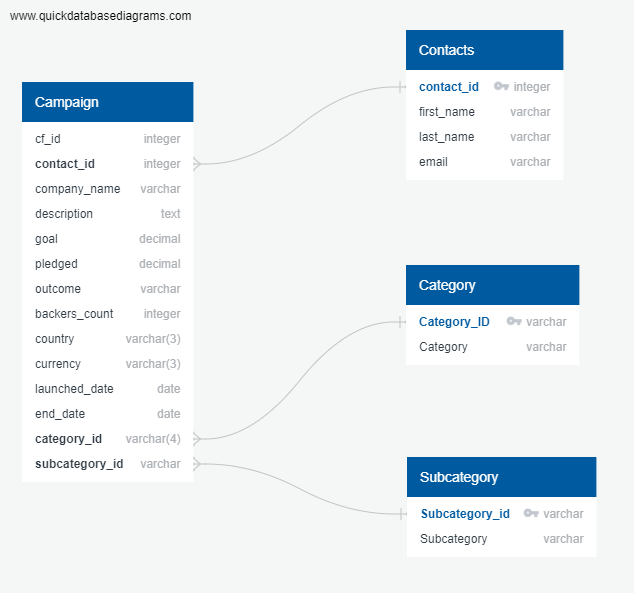 www.quickdatabasediagrams.com
Campaign
cf_id integer
contact_id integer
company_name varchar
description text
goal decimal
pledged decimal
outcome varchar
backers_count integer
country varchar(3)
currency varchar(3)
launched_date date
end_date date
category_id varchar(4)
subcategory_id varchar
Contacts
contact_id integer
first_name varchar
last_name varchar
email varchar
Category
Category_ID varchar
Category varchar
Subcategory
Subcategory_id varchar
Subcategory varchar